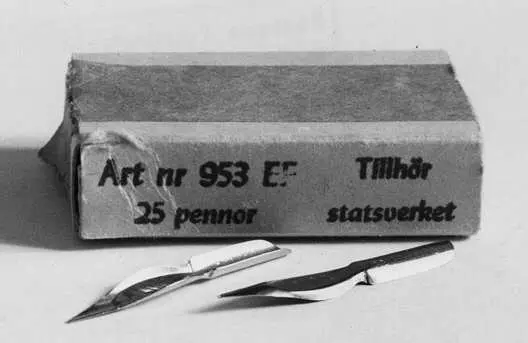 Art nr 953 EF Tillhör
25 pennor statsverket